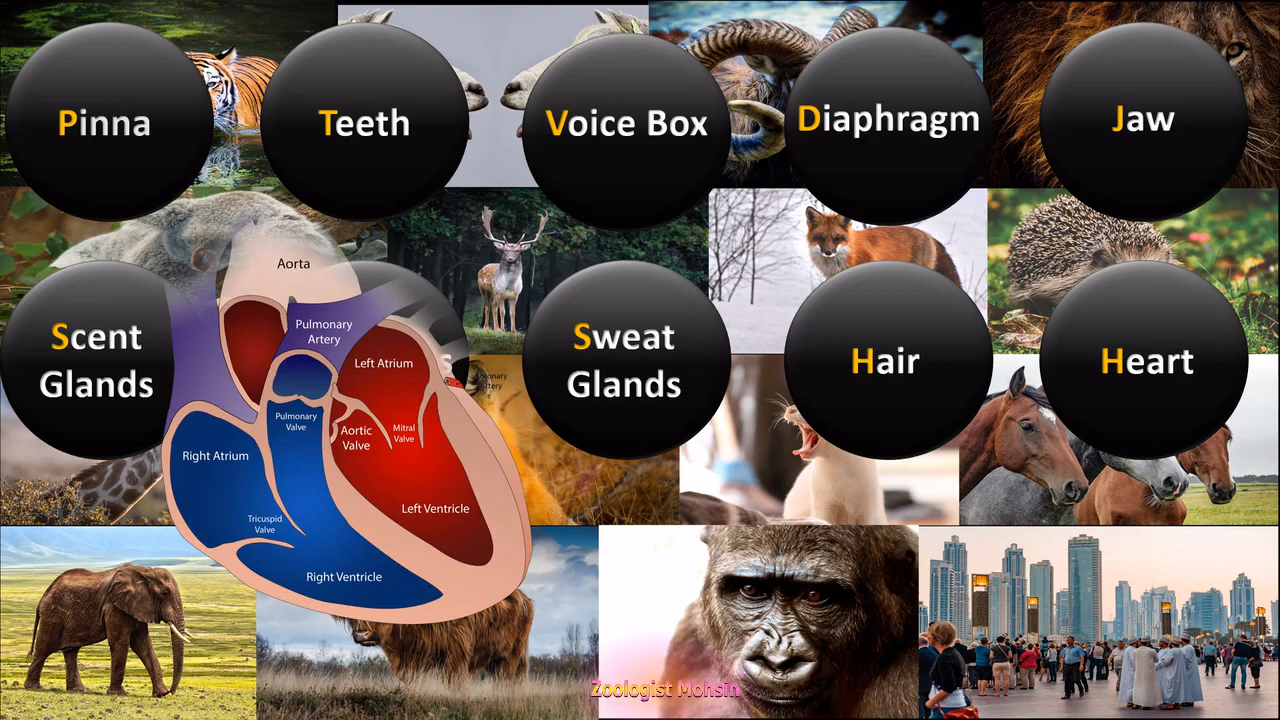 Pinna
Teeth
Voice Box
Diaphragm
Jaw
Scent
Glands
Sweat
Glands
Hair
Heart
Aorta
Pulmonary
Artery
Left Atrium
Pulmonary
Valve
Aortic
Valve
Mitral
Valve
Right Atrium
Left Ventricle
Tricuspid
Valve
Right Ventricle
Artery
Zoologist Mohsin